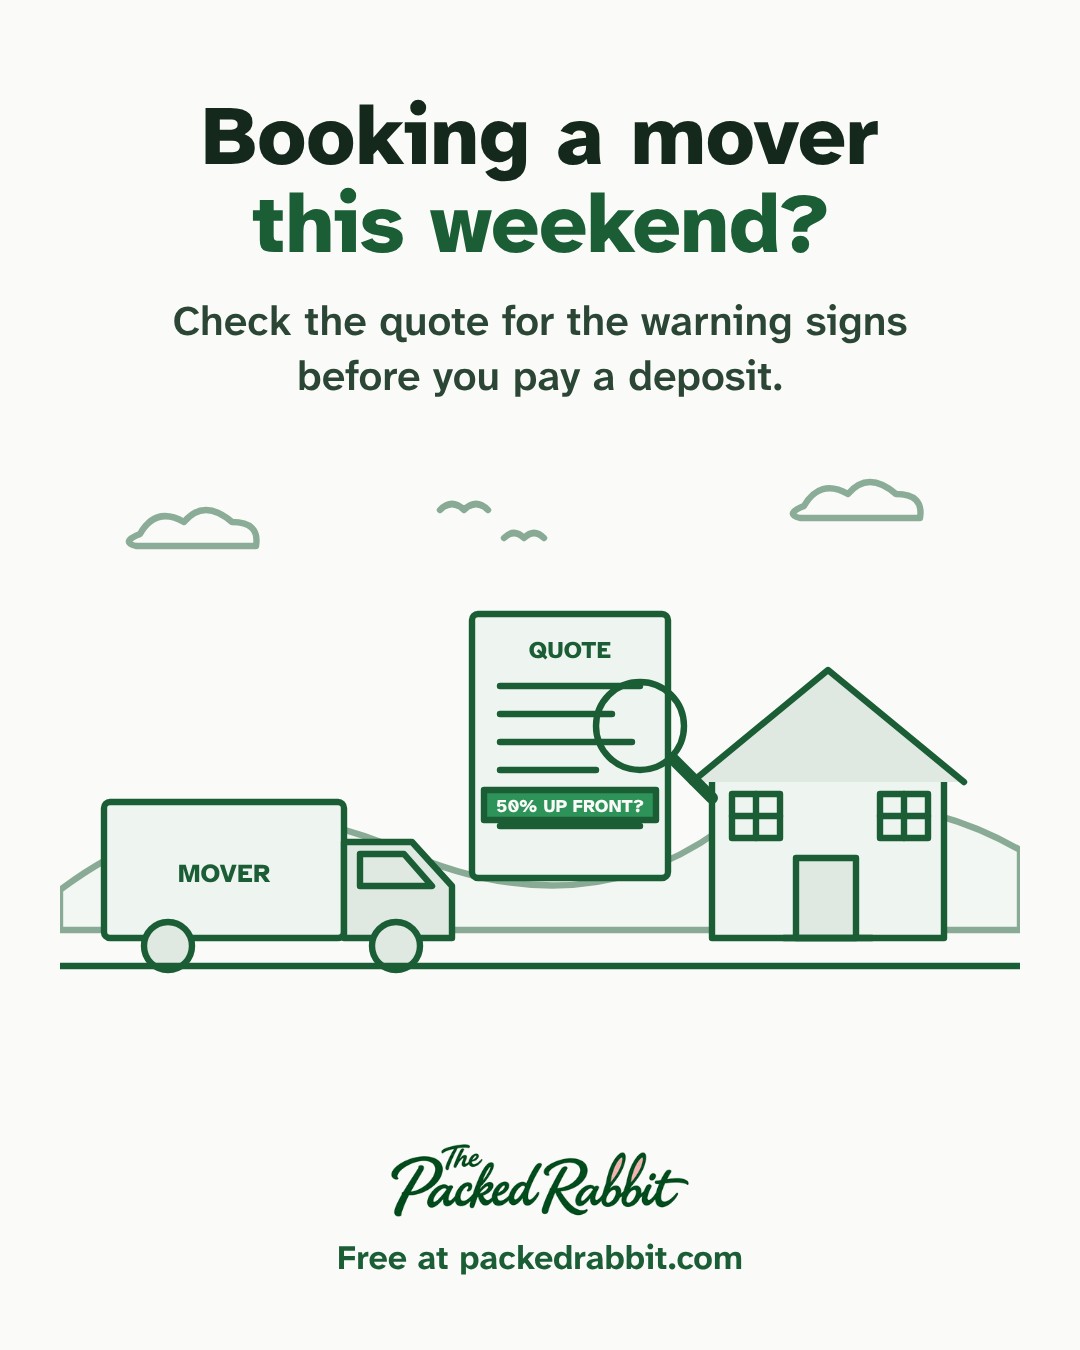 Booking a mover
this weekend?
Check the quote for the warning signs
before you pay a deposit.
QUOTE
50% UP FRONT?
MOVER
The
Packed Rabbit
Free at packedrabbit.com